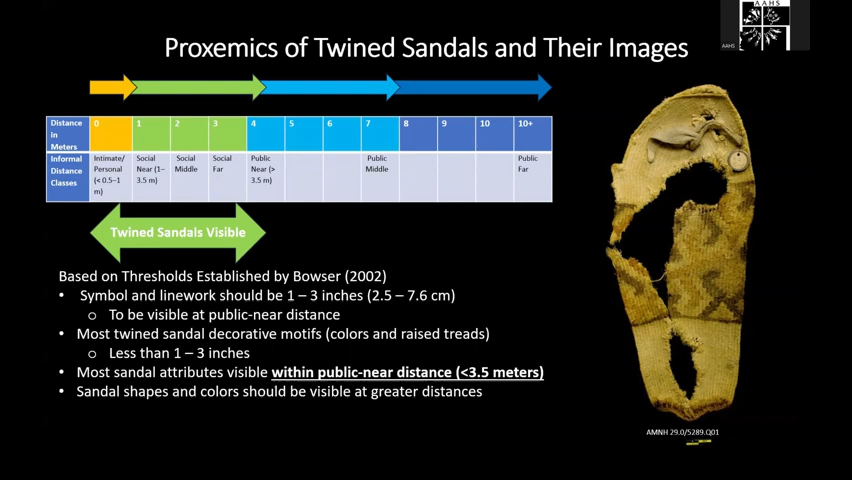 AAHS
AAHS
Proxemics of Twined Sandals and Their Images
Distance in Meters 0 1 2 3 4 5 6 7 8 9 10 10+
Informal Distance Classes
Intimate/ Personal (< 0.5–1 m)
Social Near (1–3.5 m)
Social Middle
Social Far
Public Near (> 3.5 m)
Public Middle
Public Far
Twined Sandals Visible
Based on Thresholds Established by Bowser (2002)
• Symbol and linework should be 1 – 3 inches (2.5 – 7.6 cm)
o To be visible at public-near distance
• Most twined sandal decorative motifs (colors and raised treads)
o Less than 1 – 3 inches
• Most sandal attributes visible within public-near distance (<3.5 meters)
• Sandal shapes and colors should be visible at greater distances
AMNH 29.0/5289.Q01